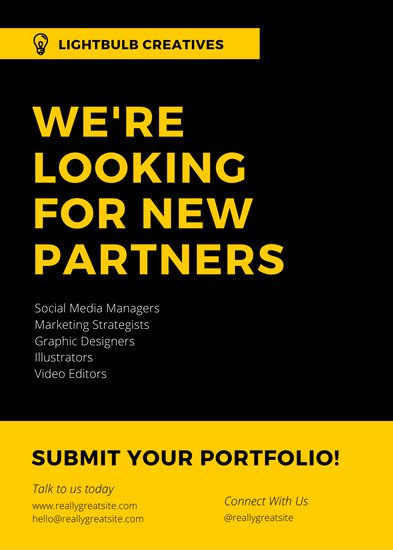 LIGHTBULB CREATIVES
WE'RE
LOOKING
FOR NEW
PARTNERS
Social Media Managers
Marketing Strategists
Graphic Designers
Illustrators
Video Editors
SUBMIT YOUR PORTFOLIO!
Talk to us today
www.reallygreatsite.com
hello@reallygreatsite.com
Connect With Us
@reallygreatsite